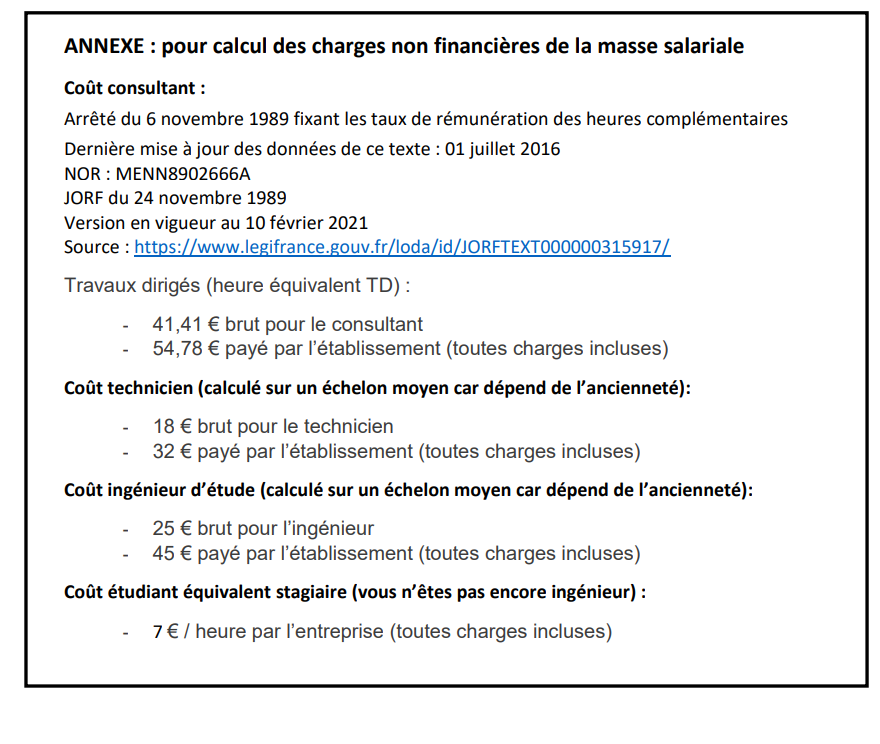 ANNEXE : pour calcul des charges non financières de la masse salariale
Coût consultant :
Arrêté du 6 novembre 1989 fixant les taux de rémunération des heures complémentaires
Dernière mise à jour des données de ce texte : 01 juillet 2016
NOR : MENN8902666A
JORF du 24 novembre 1989
Version en vigueur au 10 février 2021
Source : https://www.legifrance.gouv.fr/loda/id/JORFTEXT000000315917/
Travaux dirigés (heure équivalent TD) :
- 41,41 € brut pour le consultant
- 54,78 € payé par l’établissement (toutes charges incluses)
Coût technicien (calculé sur un échelon moyen car dépend de l’ancienneté):
- 18 € brut pour le technicien
- 32 € payé par l’établissement (toutes charges incluses)
Coût ingénieur d’étude (calculé sur un échelon moyen car dépend de l’ancienneté):
- 25 € brut pour l’ingénieur
- 45 € payé par l’établissement (toutes charges incluses)
Coût étudiant équivalent stagiaire (vous n’êtes pas encore ingénieur) :
- 7 € / heure par l’entreprise (toutes charges incluses)